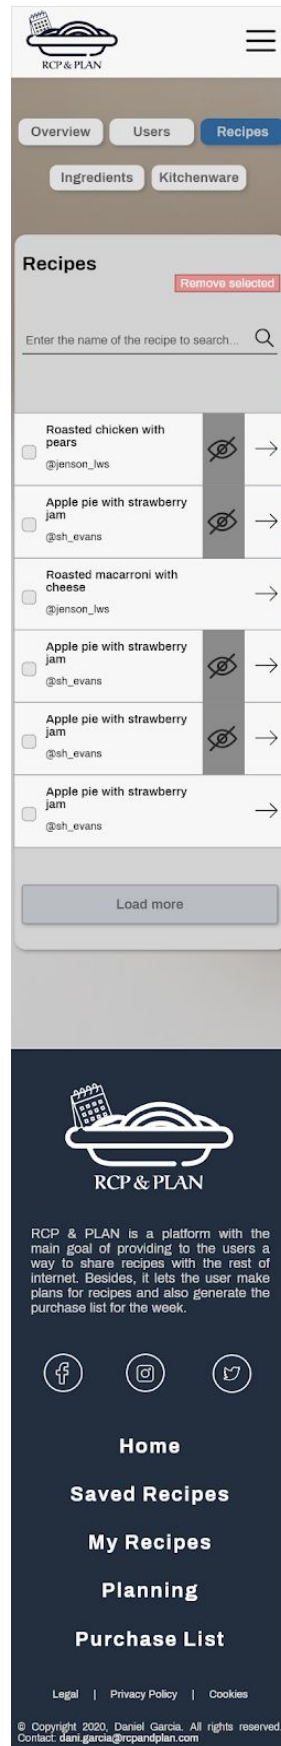 RCP & PLAN
Overview
Users
Recipes
Ingredients
Kitchenware
Recipes
Remove selected
Enter the name of the recipe to search...
Roasted chicken with
pears
@jenson_lws
Apple pie with strawberry
jam
@sh_evans
Roasted macarroni with
cheese
@jenson_lws
Apple pie with strawberry
jam
@sh_evans
Apple pie with strawberry
jam
@sh_evans
Apple pie with strawberry
jam
@sh_evans
Load more
RCP & PLAN
RCP & PLAN is a platform with the
main goal of providing to the users a
way to share recipes with the rest of
internet. Besides, it lets the user make
plans for recipes and also generate the
purchase list for the week.
Home
Saved Recipes
My Recipes
Planning
Purchase List
Legal | Privacy Policy | Cookies
© Copyright 2020, Daniel Garcia. All rights reserved.
Contact: dani.garcia@rcpandplan.com